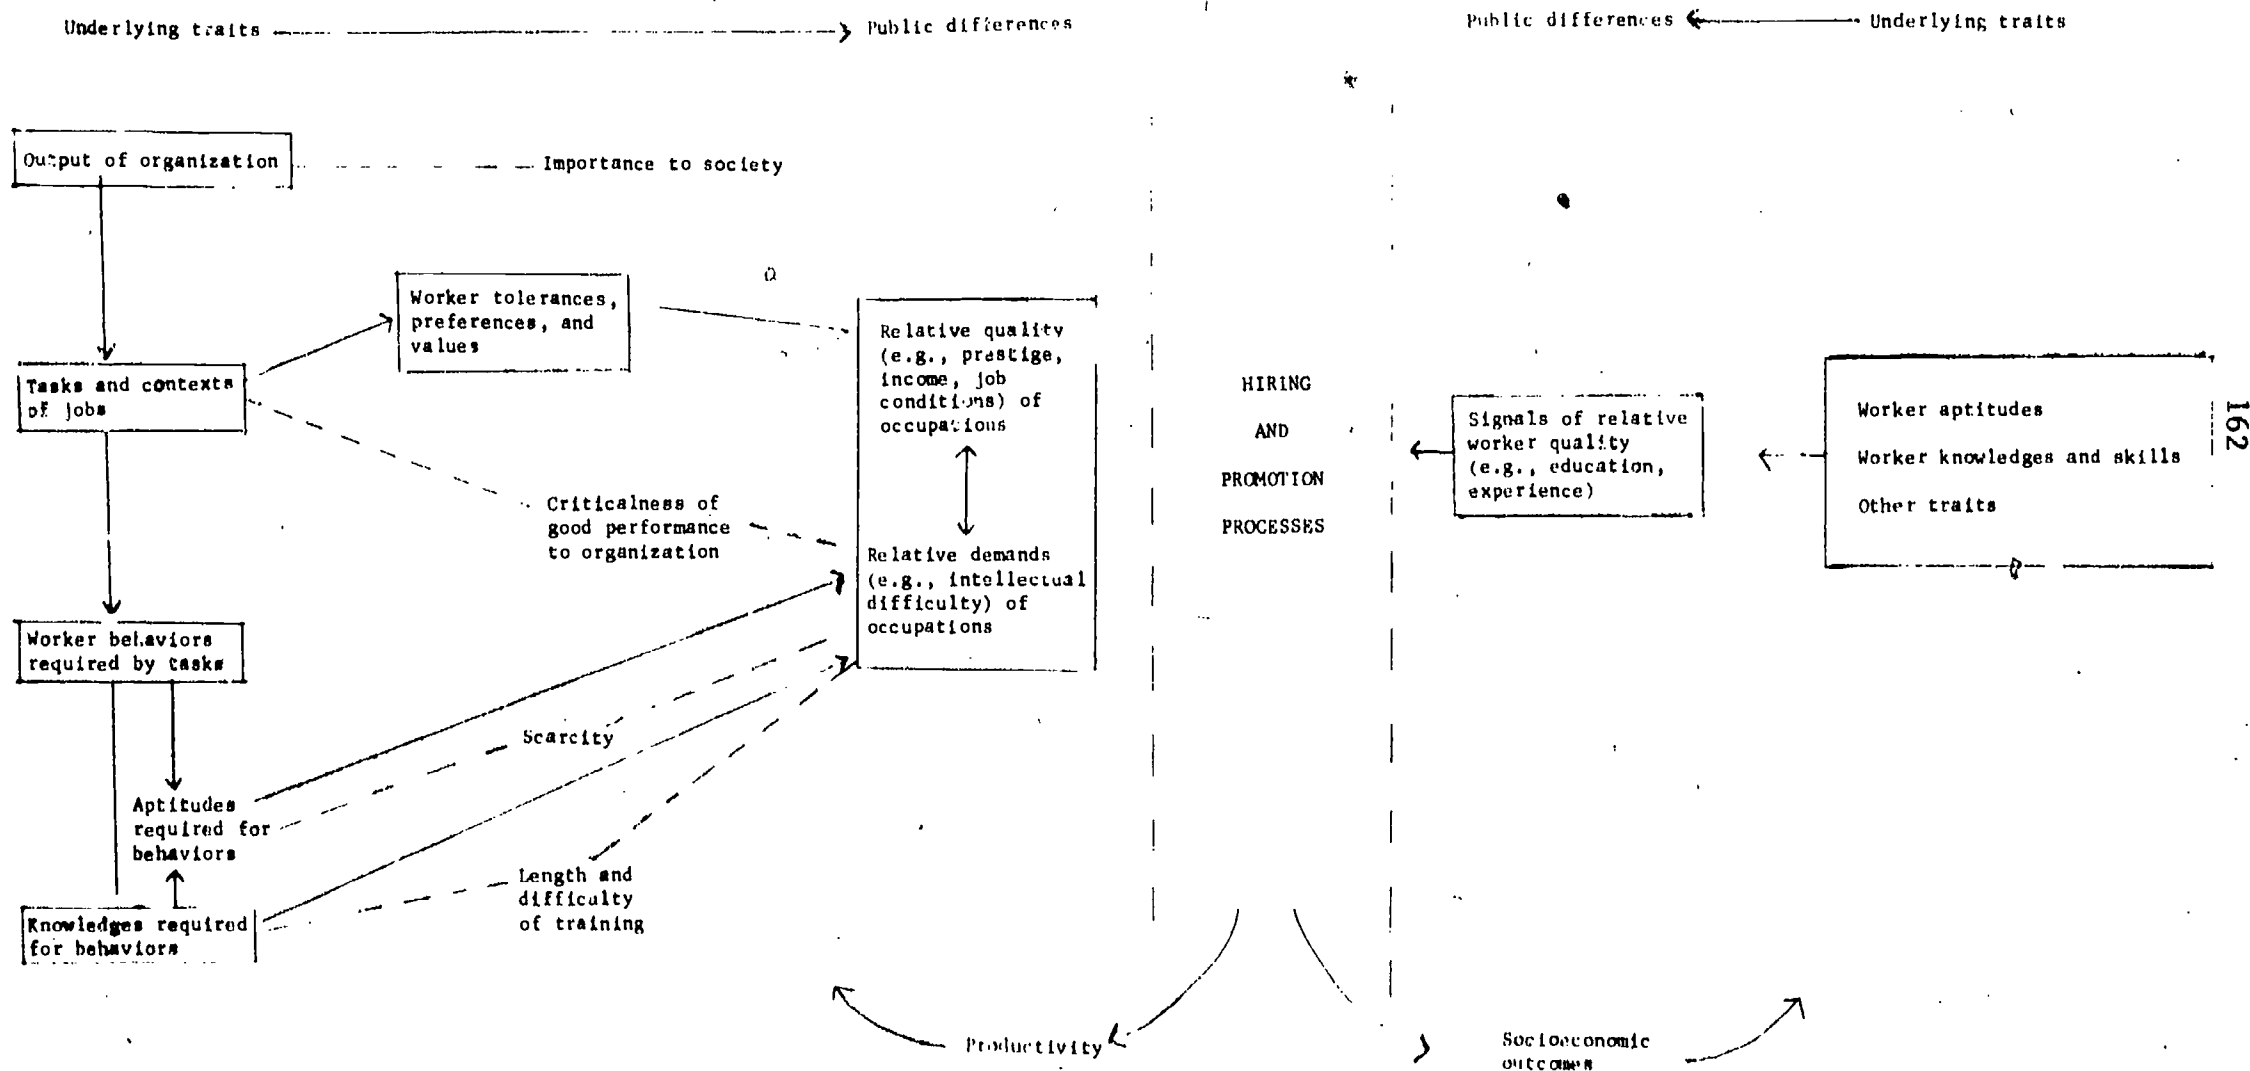 Underlying traits
Public differences
Public differences
Underlying traits
Output of organization
Importance to society
Worker tolerances,
preferences, and
values
Tasks and contexts
of jobs
Relative quality
(e.g., prestige,
income, job
conditions) of
occupations
Criticalness of
good performance
to organization
Relative demands
(e.g., intellectual
difficulty) of
occupations
Worker behaviors
required by tasks
Scarcity
Aptitudes
required for
behaviors
Length and
difficulty
of training
Knowledges required
for behaviors
HIRING
AND
PROMOTION
PROCESSES
Signals of relative
worker quality
(e.g., education,
experience)
Worker aptitudes
Worker knowledges and skills
Other traits
162
Productivity
Socioeconomic
outcomes